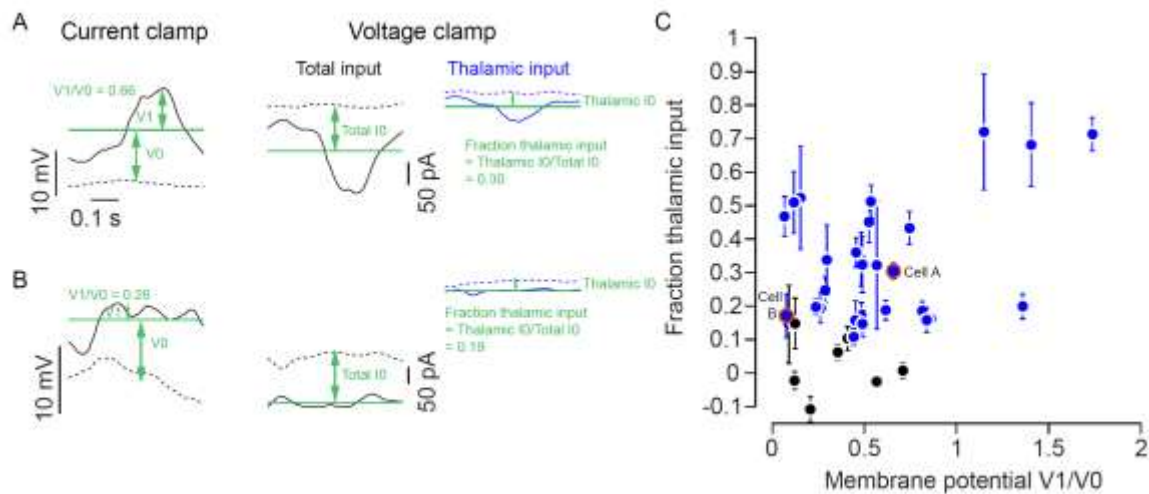 A
Current clamp
Voltage clamp
Total input
Thalamic input
V1/V0 = 0.66
V1
V0
10 mV
0.1 s
Total I0
50 pA
Thalamic I0
Fraction thalamic input
= Thalamic I0/Total I0
= 0.30
B
V1/V0 = 0.26
V1
V0
10 mV
Total I0
50 pA
Thalamic I0
Fraction thalamic input
= Thalamic I0/Total I0
= 0.19
C
Fraction thalamic input
1
0.9
0.8
0.7
0.6
0.5
0.4
0.3
0.2
0.1
0
-0.1
Cell A
Cell
B
0
0.5
1
1.5
2
Membrane potential V1/V0